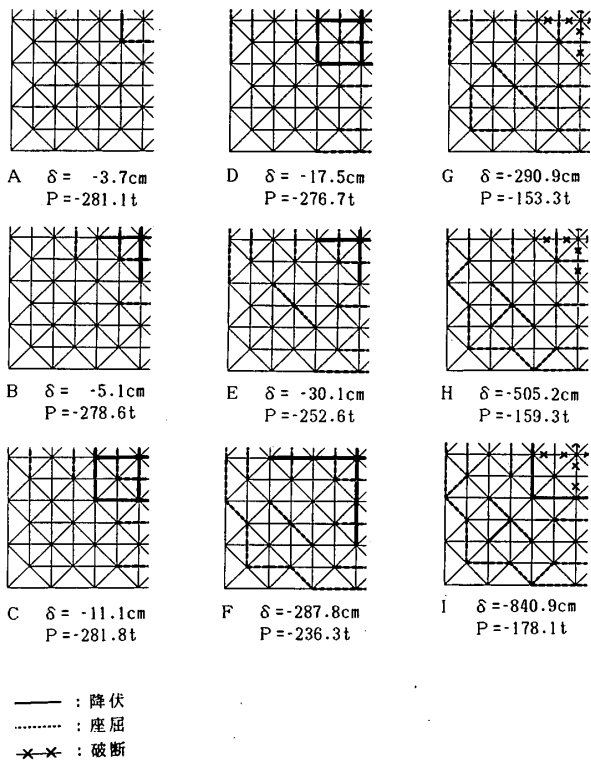 A δ= -3.7cm
P=-281.1t
B δ= -5.1cm
P=-278.6t
C δ= -11.1cm
P=-281.8t
D δ= -17.5cm
P=-276.7t
E δ= -30.1cm
P=-252.6t
F δ=-287.8cm
P=-236.3t
G δ=-290.9cm
P=-153.3t
H δ=-505.2cm
P=-159.3t
I δ=-840.9cm
P=-178.1t
: 降伏
: 座屈
: 破断